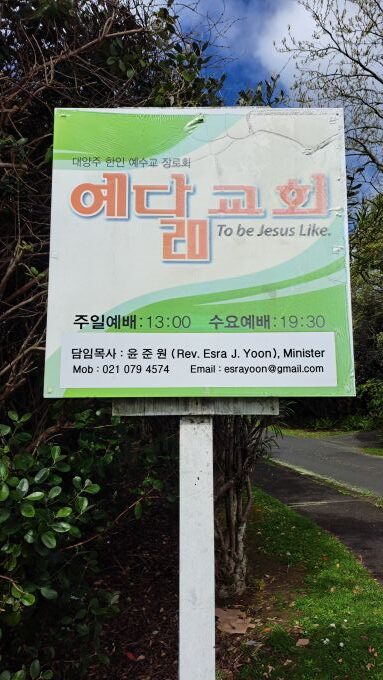 대양주 한인 예수교 장로회
예닮교회
To be Jesus Like.
주일예배:13:00 수요예배:19:30
담임목사 : 윤 준 원 (Rev. Esra J. Yoon), Minister
Mob : 021 079 4574 Email : esrayoon@gmail.com